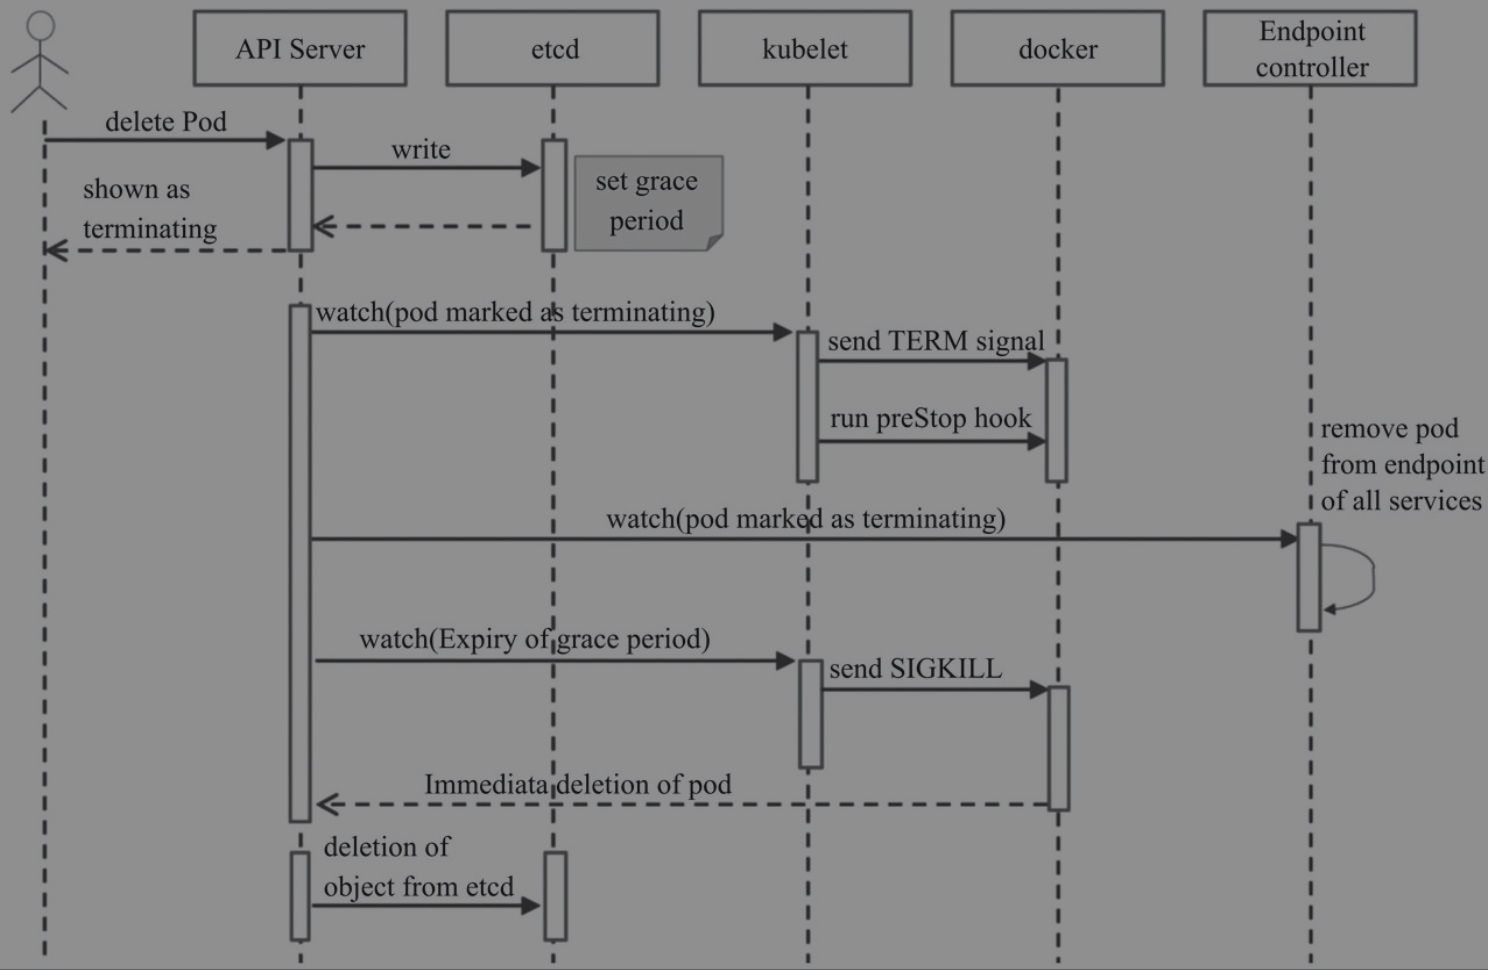 API Server
etcd
kubelet
docker
Endpoint
controller
delete Pod
write
set grace
period
shown as
terminating
watch(pod marked as terminating)
send TERM signal
run preStop hook
remove pod
from endpoint
of all services
watch(pod marked as terminating)
watch(Expiry of grace period)
send SIGKILL
Immediata deletion of pod
deletion of
object from etcd